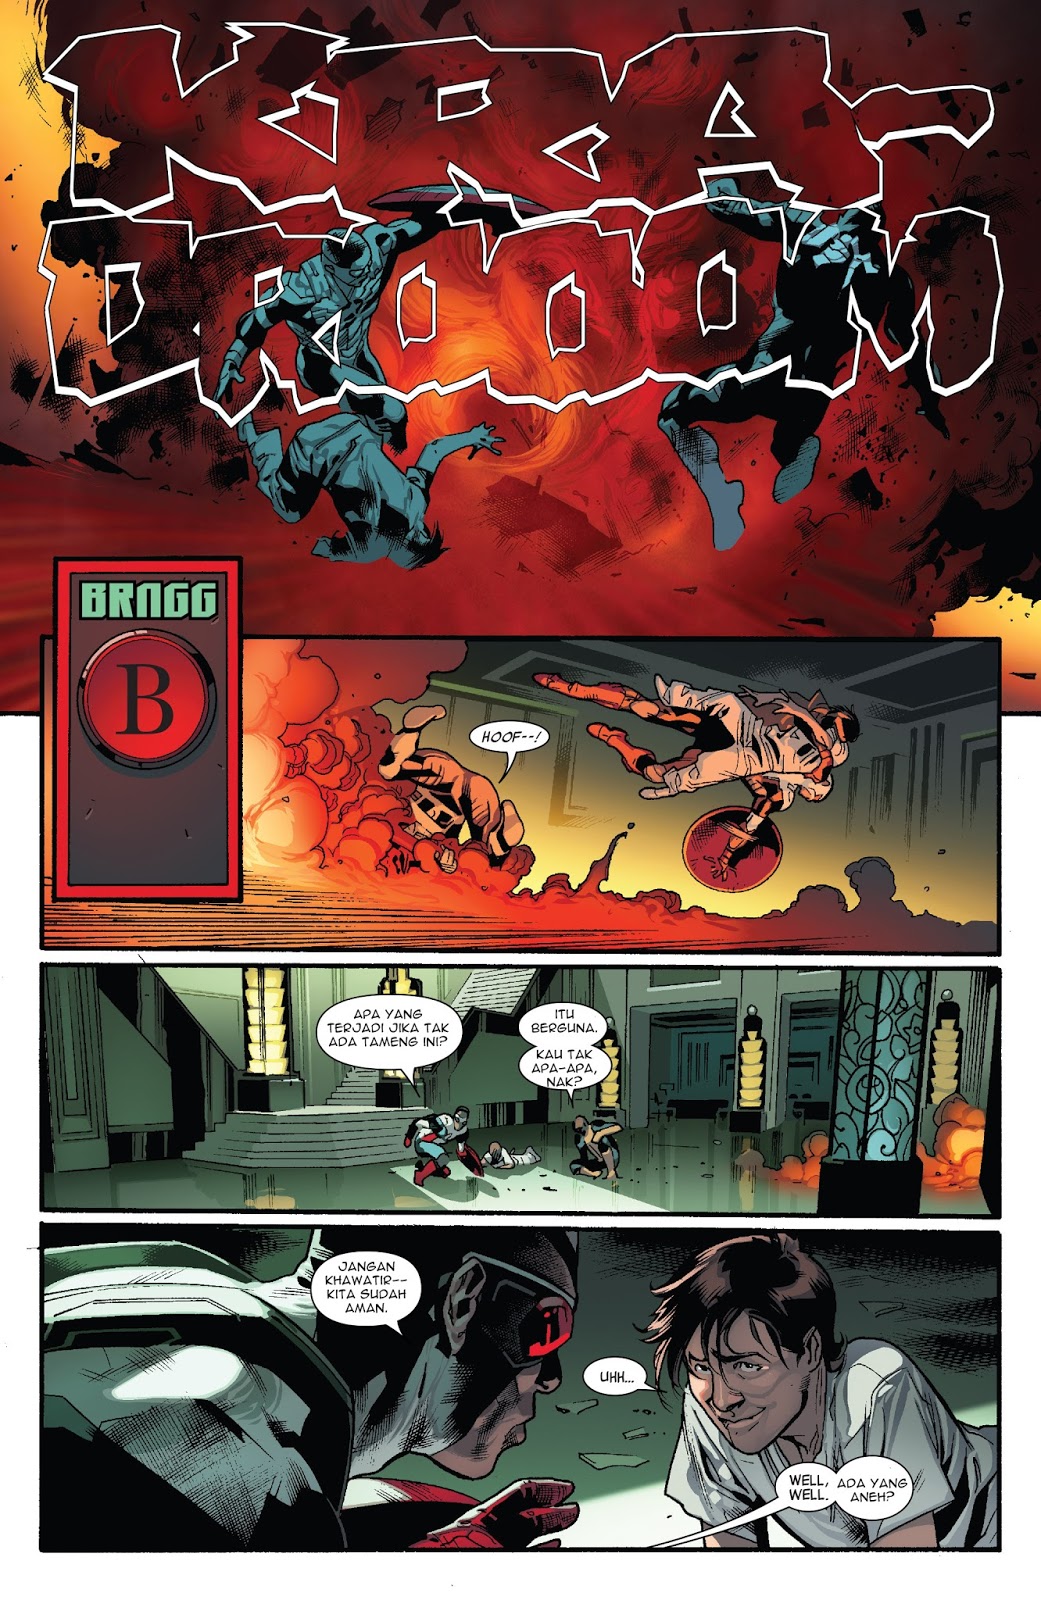 KRA-
DROOOM
BRAGG
B
HOOF--!
APA YANG
TERJADI JIKA TAK
ADA TAMENG INI?
ITU
BERGUNA.
KAU TAK
APA-APA,
NAK?
JANGAN
KHAWATIR--
KITA SUDAH
AMAN.
UHH...
WELL,
WELL.
ADA YANG
ANEH?